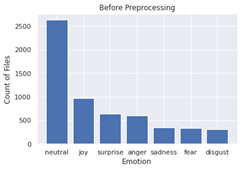 Before Preprocessing
2500
2000
1500
1000
500
0
Count of Files
neutral joy surprise anger sadness fear disgust
Emotion